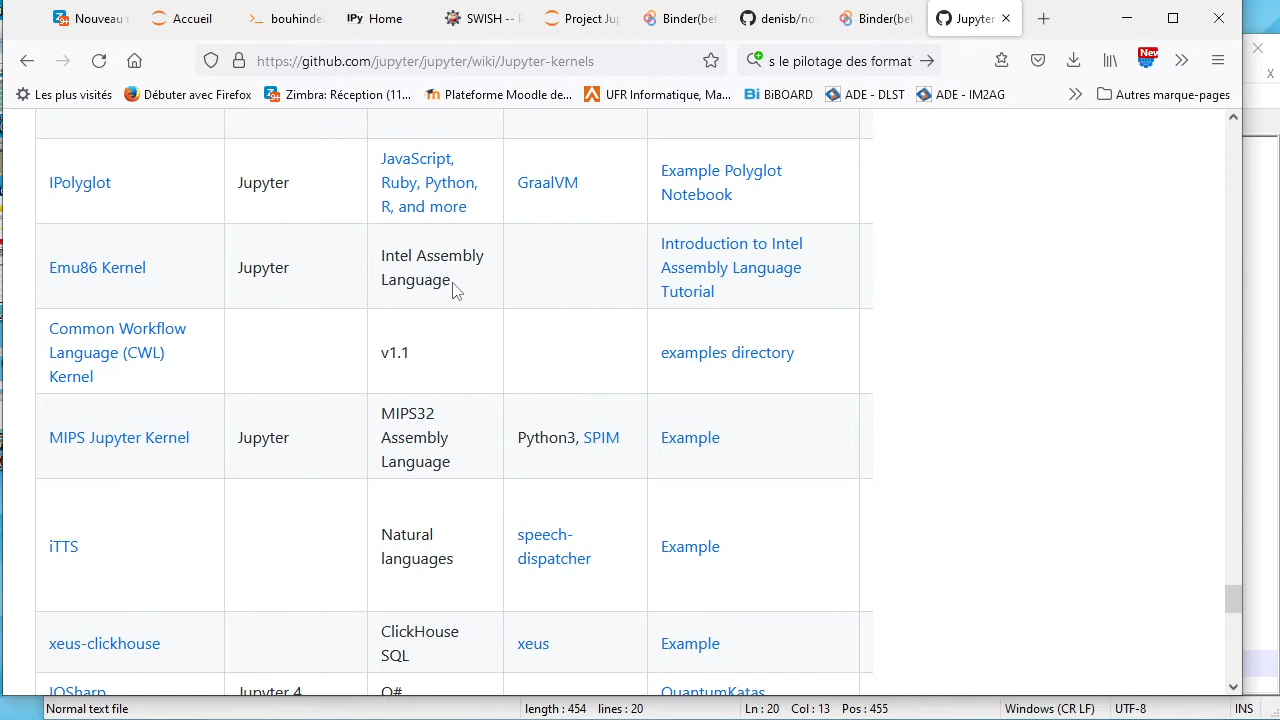 Nouveau
Accueil
bouhinde
IPy Home
SWISH --
Project Ju
Binder(be
denisb/no
Binder(be
Jupyter
https://github.com/jupyter/jupyter/wiki/Jupyter-kernels
s le pilotage des format
New
Les plus visités
Débuter avec Firefox
Zimbra: Réception (11...
Plateforme Moodle de...
UFR Informatique, Ma...
Bi BiBOARD
ADE - DLST
ADE - IM2AG
Autres marque-pages
IPolyglot
Jupyter
JavaScript,
Ruby, Python,
R, and more
GraalVM
Example Polyglot
Notebook
Emu86 Kernel
Jupyter
Intel Assembly
Language
Introduction to Intel
Assembly Language
Tutorial
Common Workflow
Language (CWL)
Kernel
v1.1
examples directory
MIPS Jupyter Kernel
Jupyter
MIPS32
Assembly
Language
Python3, SPIM
Example
iTTS
Natural
languages
speech-
dispatcher
Example
xeus-clickhouse
ClickHouse
SQL
xeus
Example
IQSharp
Jupyter 4
Q#
QuantumKatas
Normal text file
length : 454 lines : 20
Ln : 20 Col : 13 Pos : 455
Windows (CR LF)
UTF-8
INS